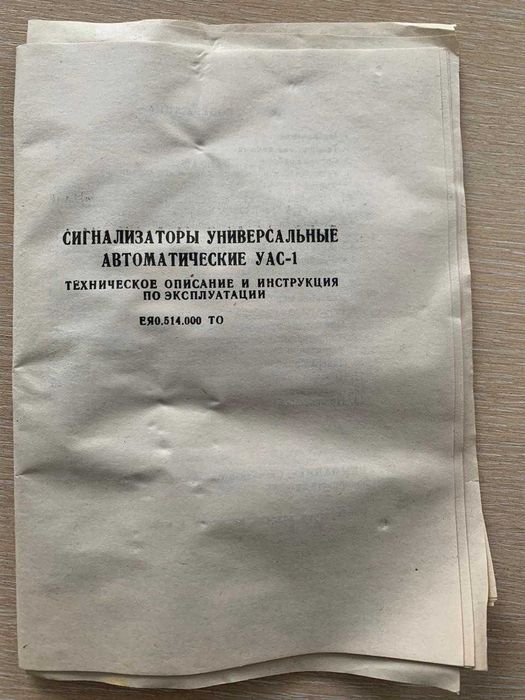 СИГНАЛИЗАТОРЫ УНИВЕРСАЛЬНЫЕ
АВТОМАТИЧЕСКИЕ УАС-1
ТЕХНИЧЕСКОЕ ОПИСАНИЕ И ИНСТРУКЦИЯ
ПО ЭКСПЛУАТАЦИИ
ЕЯ0.514.000 ТО